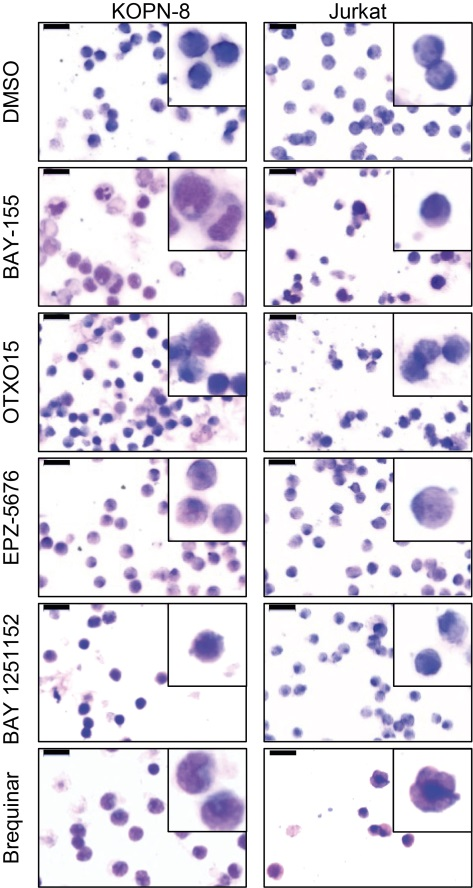 KOPN-8 Jurkat
DMSO
BAY-155
OTXO15
EPZ-5676
BAY 1251152
Brequinar